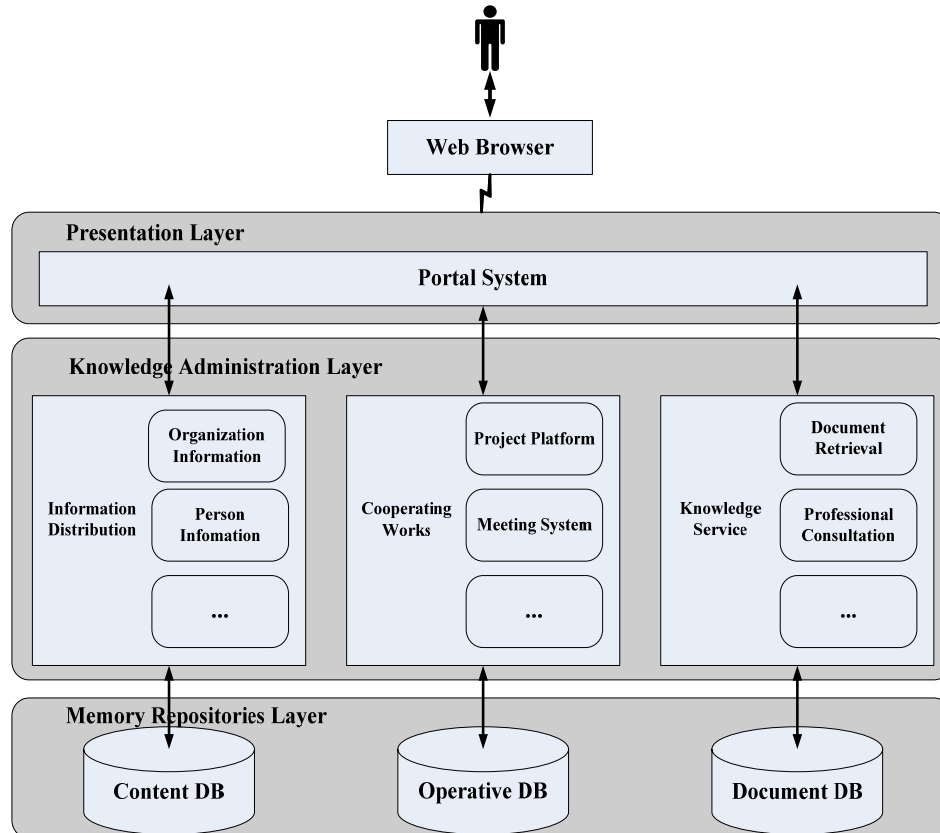 Web Browser
Presentation Layer
Portal System
Knowledge Administration Layer
Information
Distribution
Organization
Information
Person
Infomation
...
Cooperating
Works
Project Platform
Meeting System
...
Knowledge
Service
Document
Retrieval
Professional
Consultation
...
Memory Repositories Layer
Content DB
Operative DB
Document DB